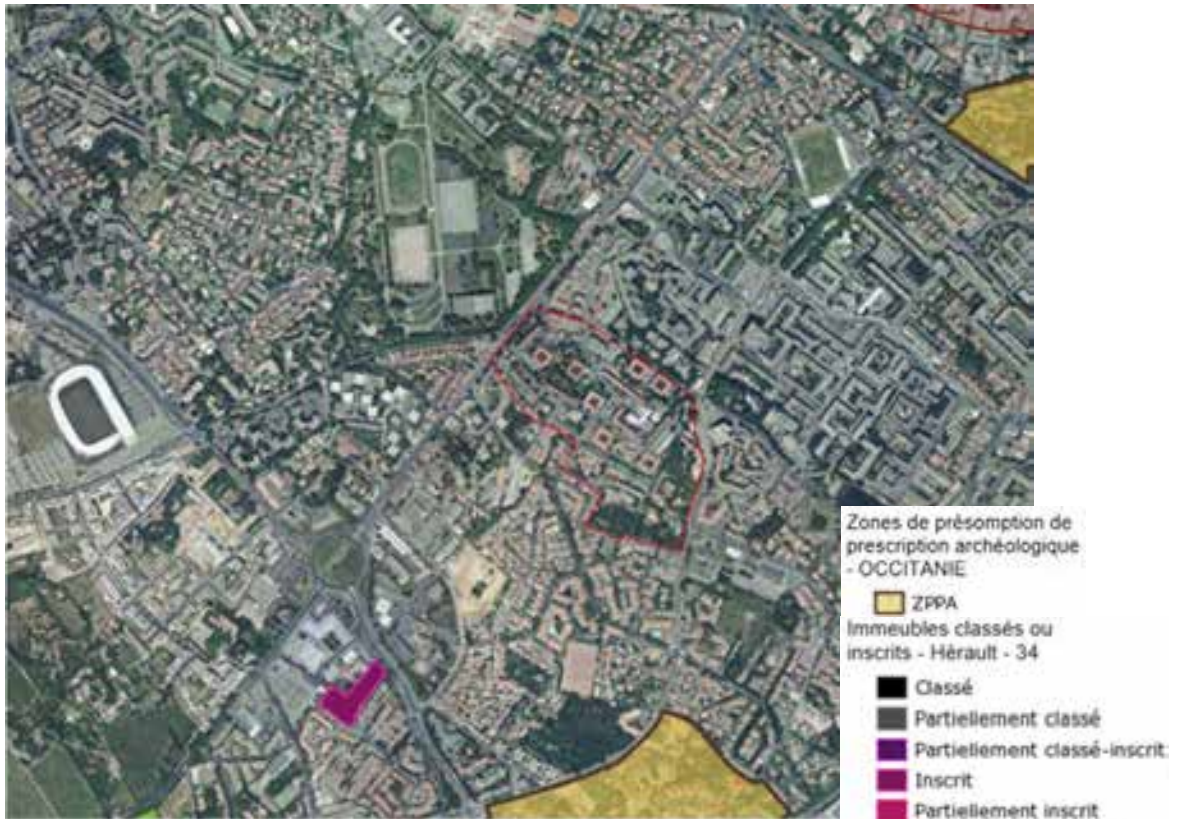 Zones de présomption de
prescription archéologique
- OCCITANIE
ZPPA
Immeubles classés ou
inscrits - Hérault - 34
Classé
Partiellement classé
Partiellement classé-inscrit
Inscrit
Partiellement inscrit